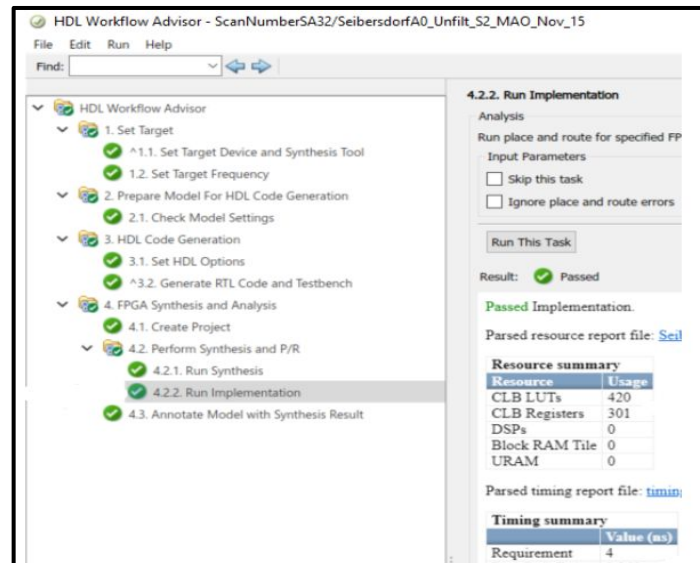 HDL Workflow Advisor - ScanNumberSA32/SeibersdorfA0_Unfilt_S2_MAO_Nov_15
File Edit Run Help
Find:
HDL Workflow Advisor
1. Set Target
^1.1. Set Target Device and Synthesis Tool
1.2. Set Target Frequency
2. Prepare Model For HDL Code Generation
2.1. Check Model Settings
3. HDL Code Generation
3.1. Set HDL Options
^3.2. Generate RTL Code and Testbench
4. FPGA Synthesis and Analysis
4.1. Create Project
4.2. Perform Synthesis and P/R
4.2.1. Run Synthesis
4.2.2. Run Implementation
4.3. Annotate Model with Synthesis Result
4.2.2. Run Implementation
Analysis
Run place and route for specified FP
Input Parameters
Skip this task
Ignore place and route errors
Run This Task
Result: Passed
Passed Implementation.
Parsed resource report file: Seil
Resource summary
Resource Usage
CLB LUTs 420
CLB Registers 301
DSPs 0
Block RAM Tile 0
URAM 0
Parsed timing report file: timing
Timing summary
Value (ns)
Requirement 4